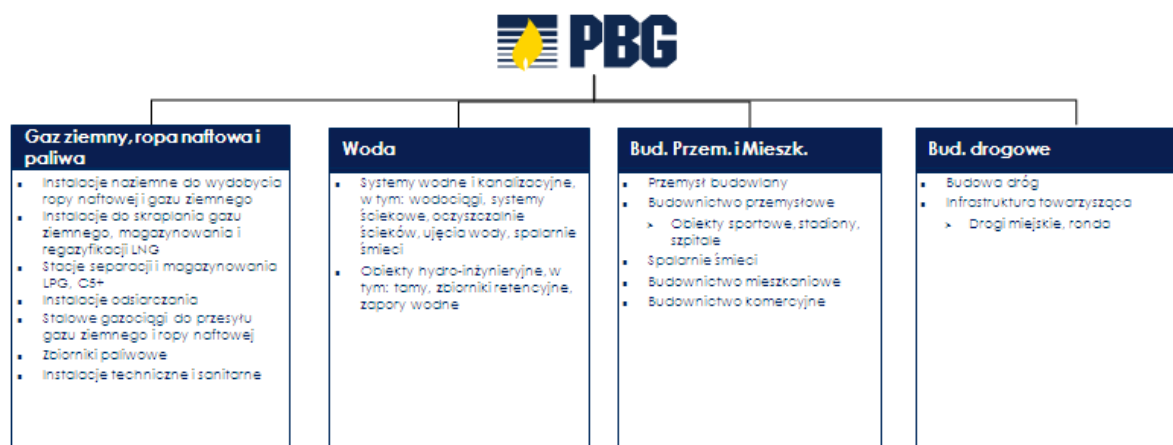 PBG
Gaz ziemny, ropa naftowa i
paliwa
Instalacje naziemne do wydobycia
ropy naftowej i gazu ziemnego
Instalacje do skraplania gazu
ziemnego, magazynowania i
regazyfikacji LNG
Stacje separacji i magazynowania
LPG, C5+
Instalacje odsiarczania
Stalowe gazociągi do przesyłu
gazu ziemnego i ropy naftowej
Zbiorniki paliwowe
Instalacje techniczne i sanitarne
Woda
Systemy wodne i kanalizacyjne,
w tym: wodociągi, systemy
ściekowe, oczyszczalnie
ścieków, ujęcia wody, spalarnie
śmieci
Obiekty hydro-inżynieryjne, w
tym: tamy, zbiorniki retencyjne,
zapory wodne
Bud. Przem. i Mieszk.
Przemysł budowlany
Budownictwo przemysłowe
Obiekty sportowe, stadiony,
szpitale
Spalarnie śmieci
Budownictwo mieszkaniowe
Budownictwo komercyjne
Bud. drogowe
Budowa dróg
Infrastruktura towarzysząca
Drogi miejskie, ronda